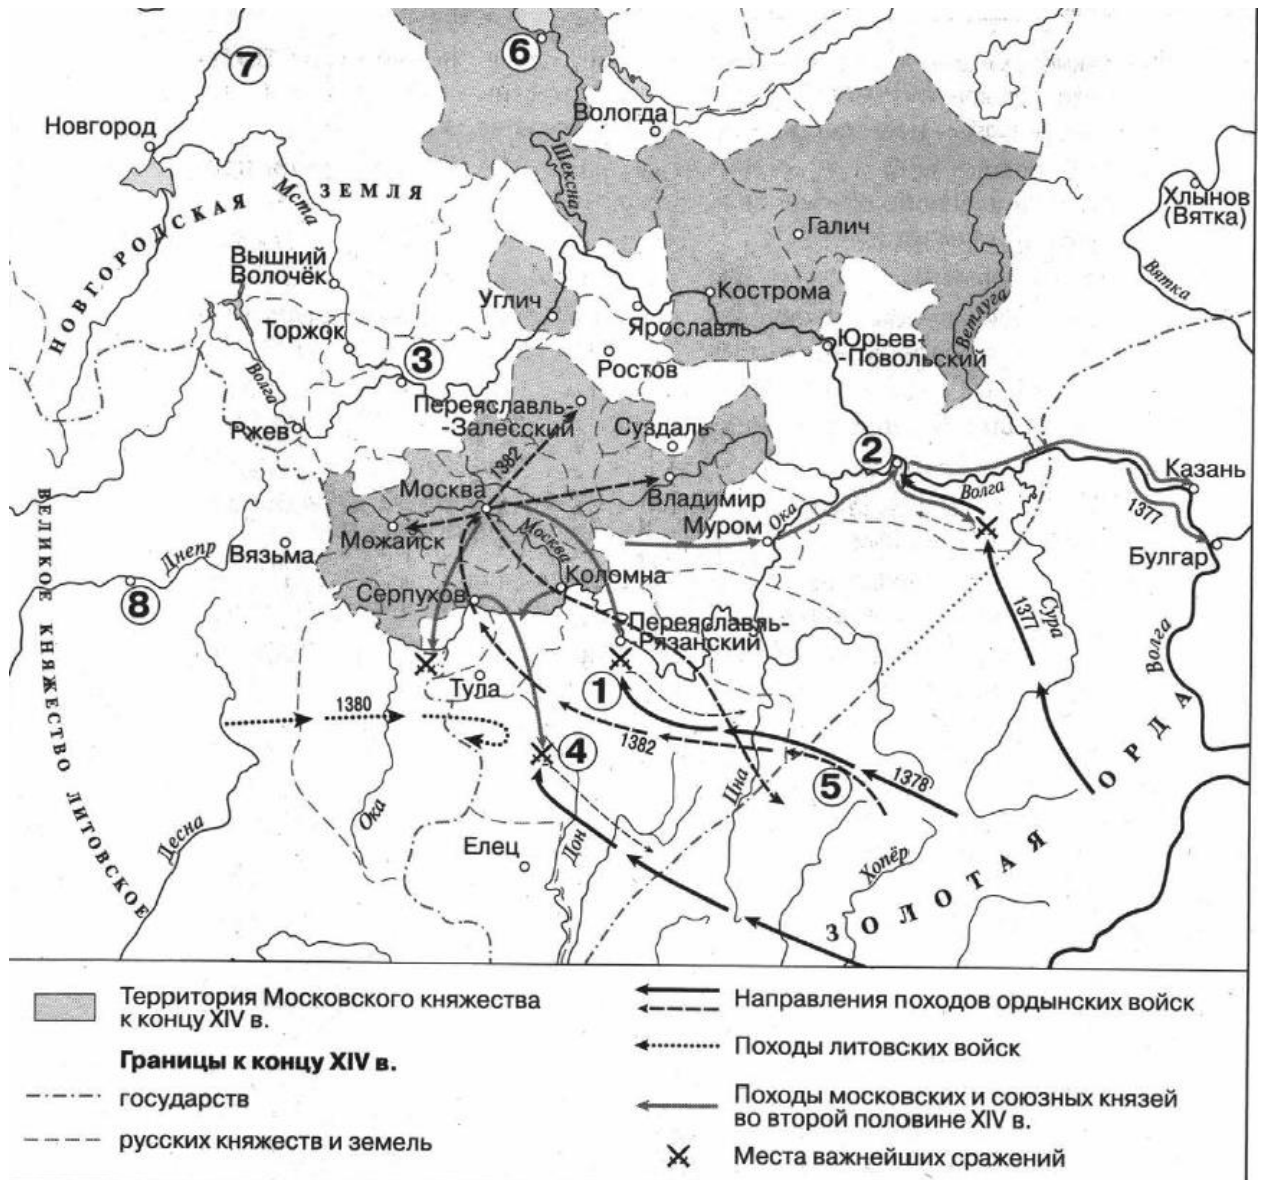 7
6
Вологда
Новгород
Шексна
Мста
НОВГОРОДСКАЯ ЗЕМЛЯ
Хлынов
(Вятка)
Галич
Вышний
Волочёк
Вятка
Углич
Кострома
Ветлуга
Торжок
Ярославль
Юрьев-
-Повольский
3
Ростов
Волга
Переяславль-
-Залесский
Ржев
Суздаль
2
1382
Казань
Москва
Владимир
Волга
1377
Муром
Ока
Можайск
Москва
Вязьма
Днепр
Булгар
Коломна
8
Серпухов
1377
Сура
Переяславль-
-Рязанский
Волга
ВЕЛИКОЕ КНЯЖЕСТВО ЛИТОВСКОЕ
Тула
1
1380
1382
4
5
1378
Цна
Ока
Десна
Елец
Дон
Хопёр
ЗОЛОТАЯ ОРДА
Территория Московского княжества
к концу XIV в.
Границы к концу XIV в.
государств
русских княжеств и земель
Направления походов ордынских войск
Походы литовских войск
Походы московских и союзных князей
во второй половине XIV в.
Места важнейших сражений